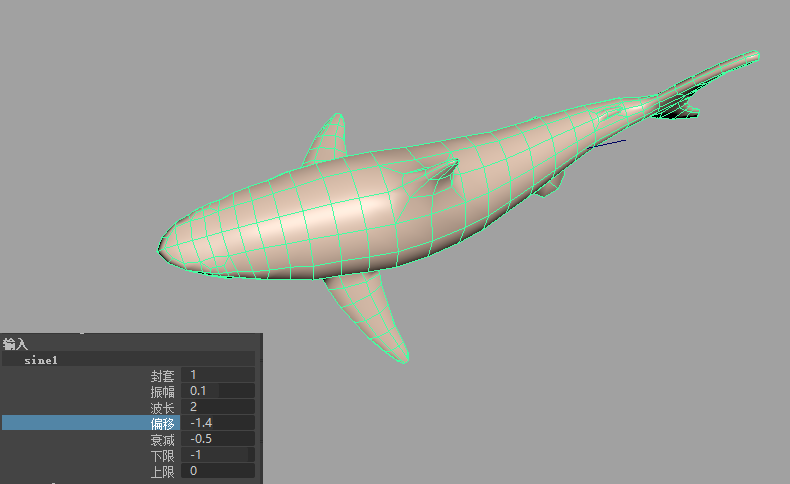 输入
sine1
封套 1
振幅 0.1
波长 2
偏移 -1.4
衰减 -0.5
下限 -1
上限 0